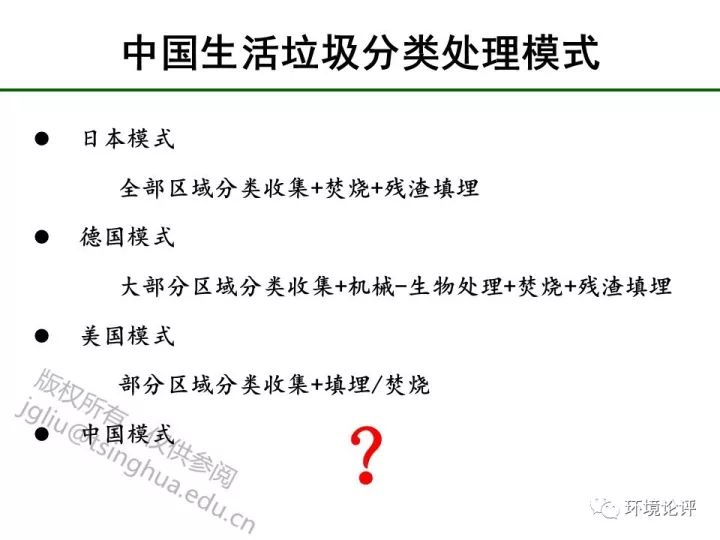 中国生活垃圾分类处理模式
● 日本模式
全部区域分类收集+焚烧+残渣填埋
● 德国模式
大部分区域分类收集+机械-生物处理+焚烧+残渣填埋
● 美国模式
部分区域分类收集+填埋/焚烧
● 中国模式
？
版权所有，仅供参阅
jgliu@tsinghua.edu.cn
环境论评